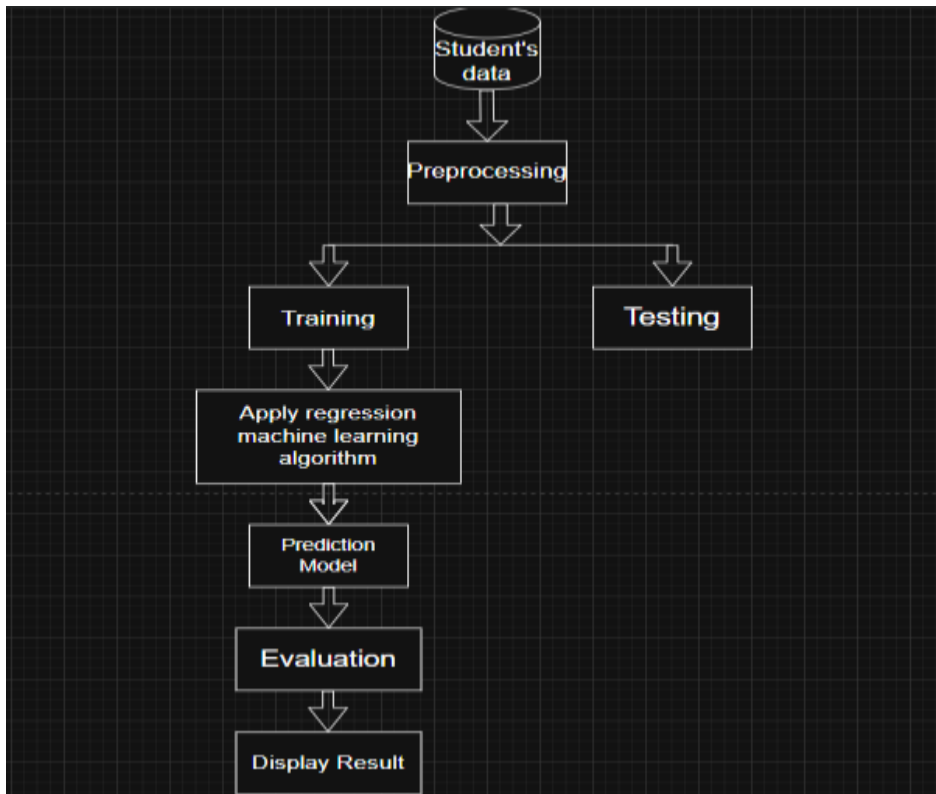 Student's
data
Preprocessing
Training
Testing
Apply regression
machine learning
algorithm
Prediction
Model
Evaluation
Display Result